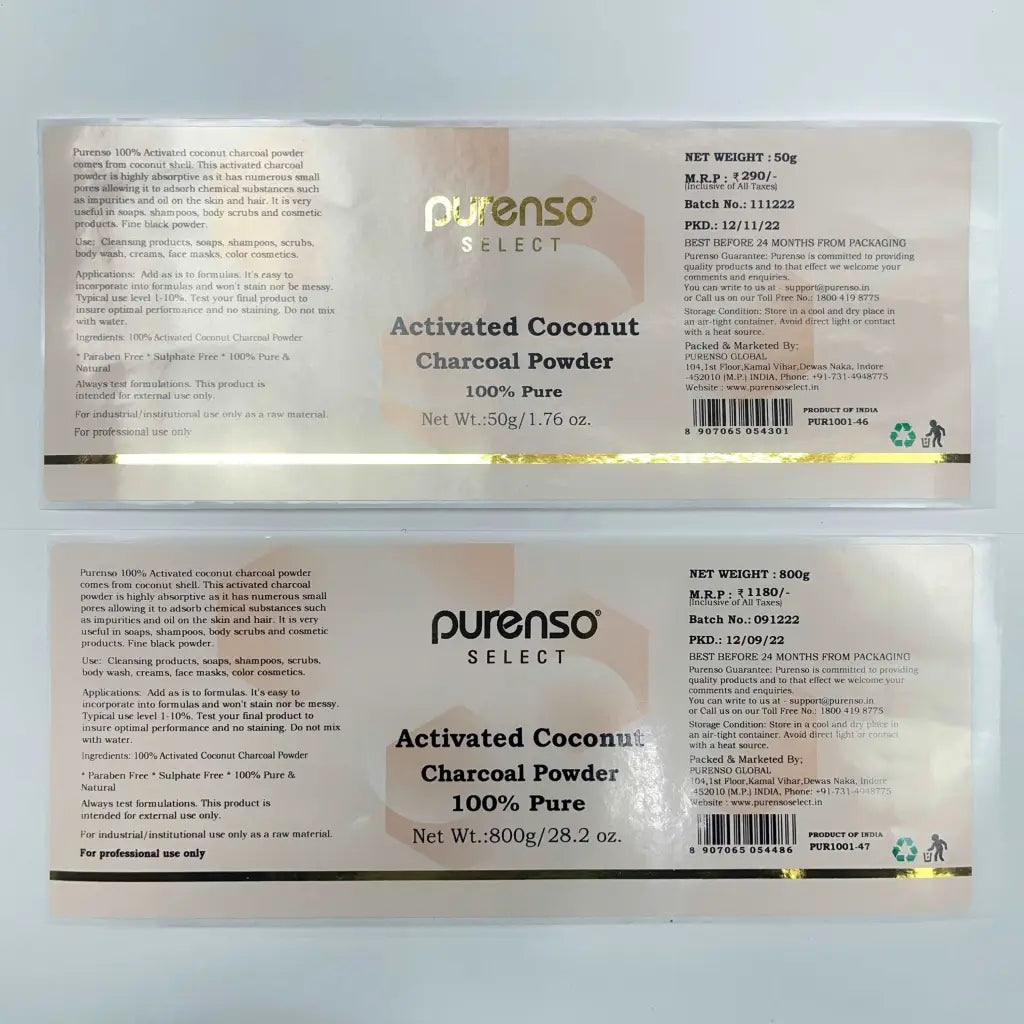 Purenso 100% Activated coconut charcoal powder
comes from coconut shell. This activated charcoal
powder is highly absorptive as it has numerous small
pores allowing it to adsorb chemical substances such
as impurities and oil on the skin and hair. It is very
useful in soaps, shampoos, body scrubs and cosmetic
products. Fine black powder.
Use: Cleansing products, soaps, shampoos, scrubs,
body wash, creams, face masks, color cosmetics.
Applications: Add as is to formulas. It's easy to
incorporate into formulas and won't stain nor be messy.
Typical use level 1-10%. Test your final product to
insure optimal performance and no staining. Do not mix
with water.
Ingredients: 100% Activated Coconut Charcoal Powder
* Paraben Free * Sulphate Free * 100% Pure &
Natural
Always test formulations. This product is
intended for external use only.
For industrial/institutional use only as a raw material.
For professional use only
purenso®
SELECT
Activated Coconut
Charcoal Powder
100% Pure
Net Wt.:50g/1.76 oz.
NET WEIGHT : 50g
M.R.P : ₹ 290/-
(Inclusive of All Taxes)
Batch No.: 111222
PKD.: 12/11/22
BEST BEFORE 24 MONTHS FROM PACKAGING
Purenso Guarantee: Purenso is committed to providing
quality products and to that effect we welcome your
comments and enquiries.
You can write to us at - support@purenso.in
or Call us on our Toll Free No.: 1800 419 8775
Storage Condition: Store in a cool and dry place in
an air-tight container. Avoid direct light or contact
with a heat source.
Packed & Marketed By;
PURENSO GLOBAL
104,1st Floor,Kamal Vihar,Dewas Naka, Indore
-452010 (M.P.) INDIA, Phone: +91-731-4948775
Website : www.purensoselect.in
8 907065 054301
PRODUCT OF INDIA
PUR1001-46
Purenso 100% Activated coconut charcoal powder
comes from coconut shell. This activated charcoal
powder is highly absorptive as it has numerous small
pores allowing it to adsorb chemical substances such
as impurities and oil on the skin and hair. It is very
useful in soaps, shampoos, body scrubs and cosmetic
products. Fine black powder.
Use: Cleansing products, soaps, shampoos, scrubs,
body wash, creams, face masks, color cosmetics.
Applications: Add as is to formulas. It's easy to
incorporate into formulas and won't stain nor be messy.
Typical use level 1-10%. Test your final product to
insure optimal performance and no staining. Do not mix
with water.
Ingredients: 100% Activated Coconut Charcoal Powder
* Paraben Free * Sulphate Free * 100% Pure &
Natural
Always test formulations. This product is
intended for external use only.
For industrial/institutional use only as a raw material.
For professional use only
purenso®
SELECT
Activated Coconut
Charcoal Powder
100% Pure
Net Wt.:800g/28.2 oz.
NET WEIGHT : 800g
M.R.P : ₹ 1180/-
(Inclusive of All Taxes)
Batch No.: 091222
PKD.: 12/09/22
BEST BEFORE 24 MONTHS FROM PACKAGING
Purenso Guarantee: Purenso is committed to providing
quality products and to that effect we welcome your
comments and enquiries.
You can write to us at - support@purenso.in
or Call us on our Toll Free No.: 1800 419 8775
Storage Condition: Store in a cool and dry place in
an air-tight container. Avoid direct light or contact
with a heat source.
Packed & Marketed By;
PURENSO GLOBAL
104,1st Floor,Kamal Vihar,Dewas Naka, Indore
-452010 (M.P.) INDIA, Phone: +91-731-4948775
Website : www.purensoselect.in
8 907065 054486
PRODUCT OF INDIA
PUR1001-47